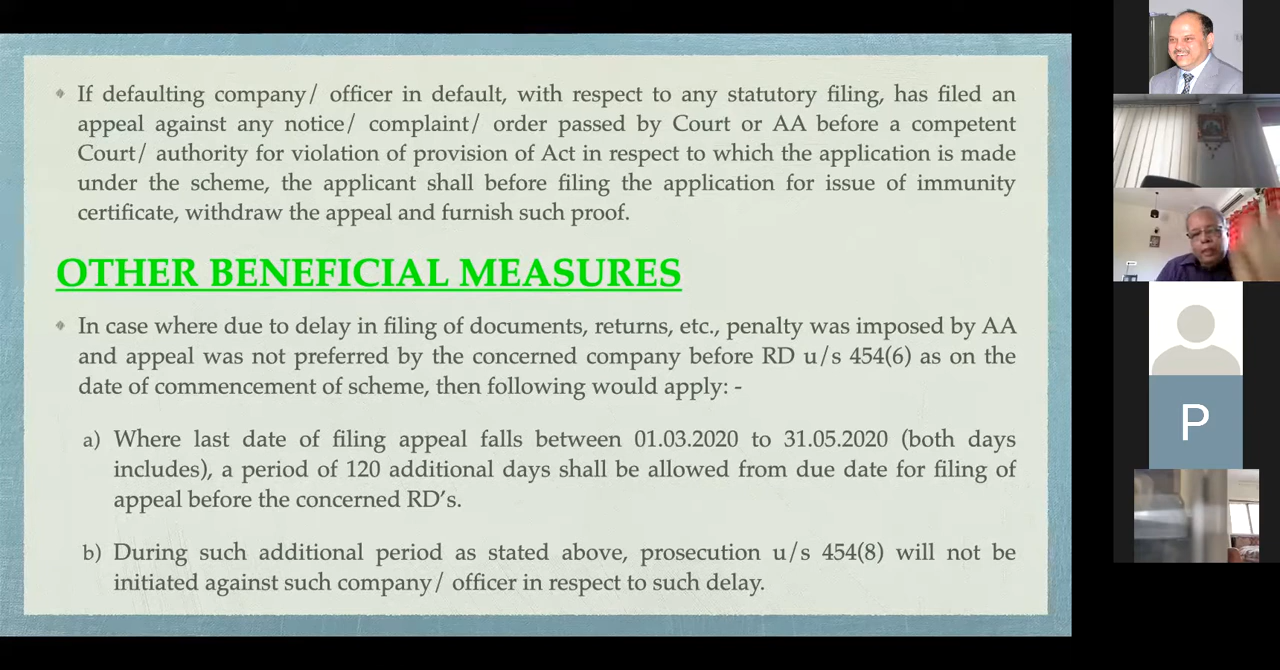 If defaulting company/ officer in default, with respect to any statutory filing, has filed an
appeal against any notice/ complaint/ order passed by Court or AA before a competent
Court/ authority for violation of provision of Act in respect to which the application is made
under the scheme, the applicant shall before filing the application for issue of immunity
certificate, withdraw the appeal and furnish such proof.
OTHER BENEFICIAL MEASURES
In case where due to delay in filing of documents, returns, etc., penalty was imposed by AA
and appeal was not preferred by the concerned company before RD u/s 454(6) as on the
date of commencement of scheme, then following would apply: -
a) Where last date of filing appeal falls between 01.03.2020 to 31.05.2020 (both days
includes), a period of 120 additional days shall be allowed from due date for filing of
appeal before the concerned RD's.
b) During such additional period as stated above, prosecution u/s 454(8) will not be
initiated against such company/ officer in respect to such delay.
P